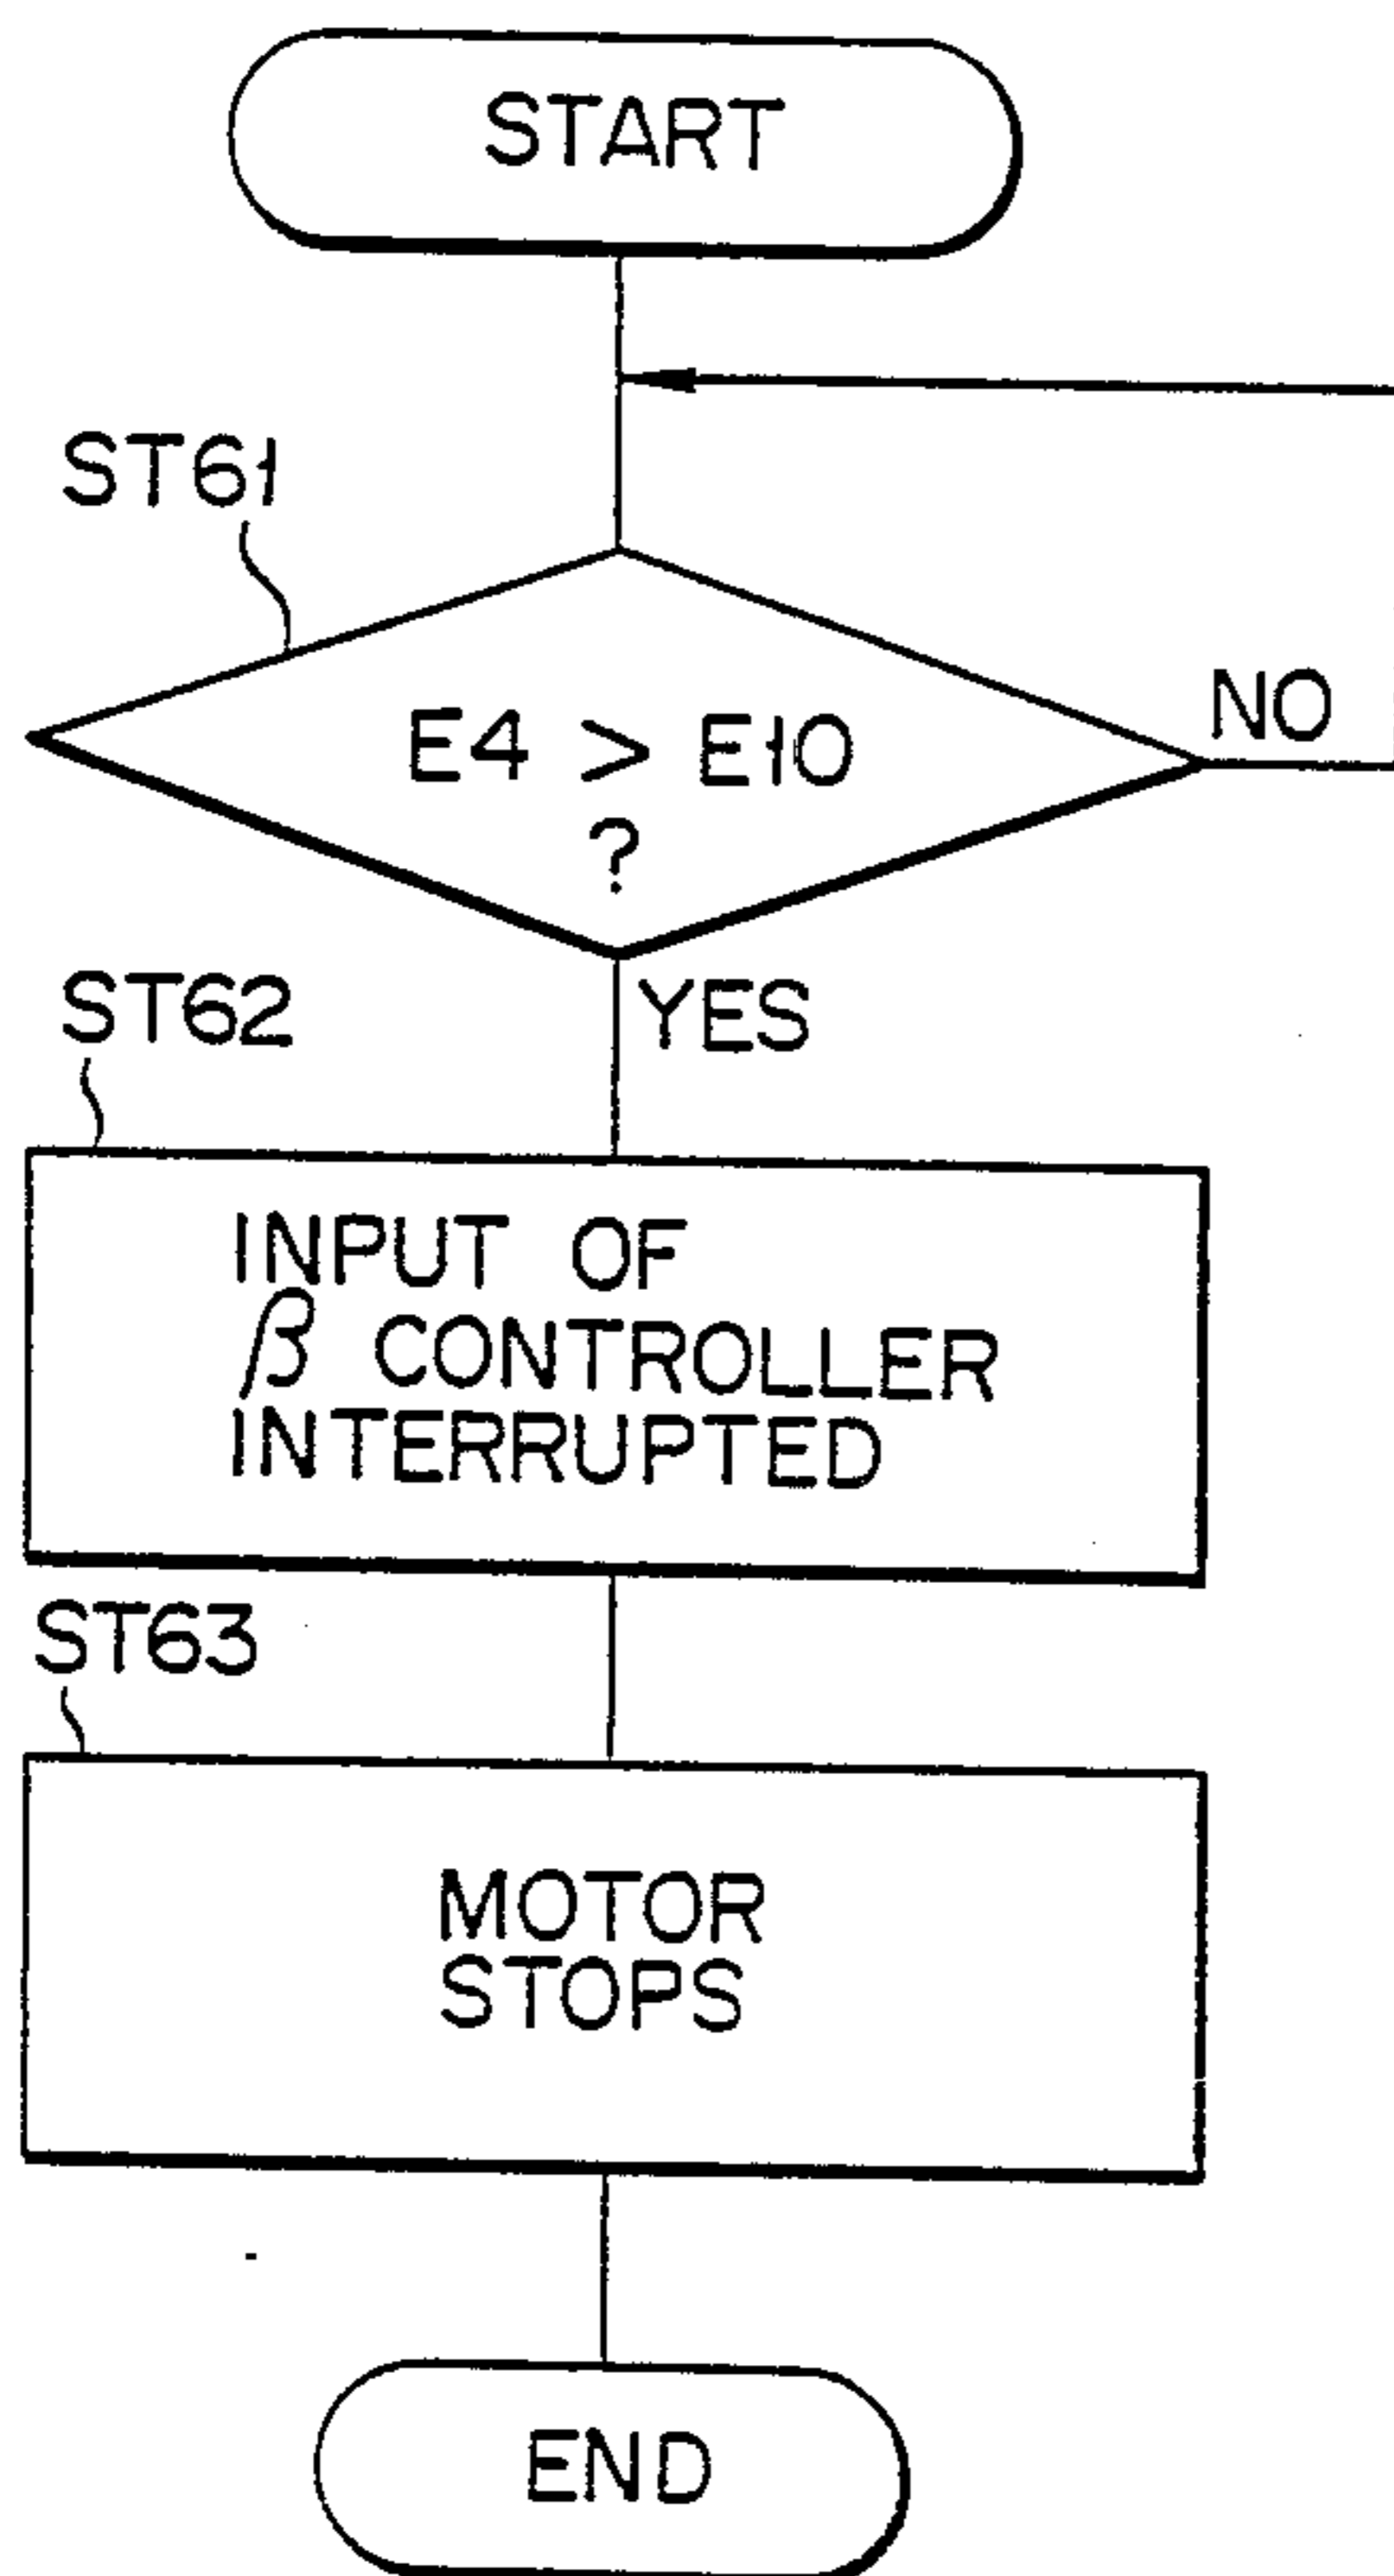 START
ST61
E4 > E10
?
NO
YES
ST62
INPUT OF
β CONTROLLER
INTERRUPTED
ST63
MOTOR
STOPS
END